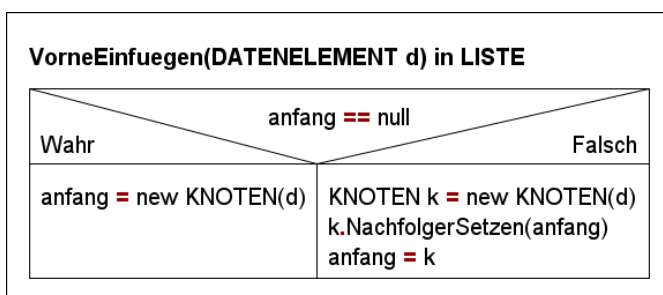 VorneEinfuegen(DATENELEMENT d) in LISTE
anfang == null
Wahr
Falsch
anfang = new KNOTEN(d)
KNOTEN k = new KNOTEN(d)
k.NachfolgerSetzen(anfang)
anfang = k